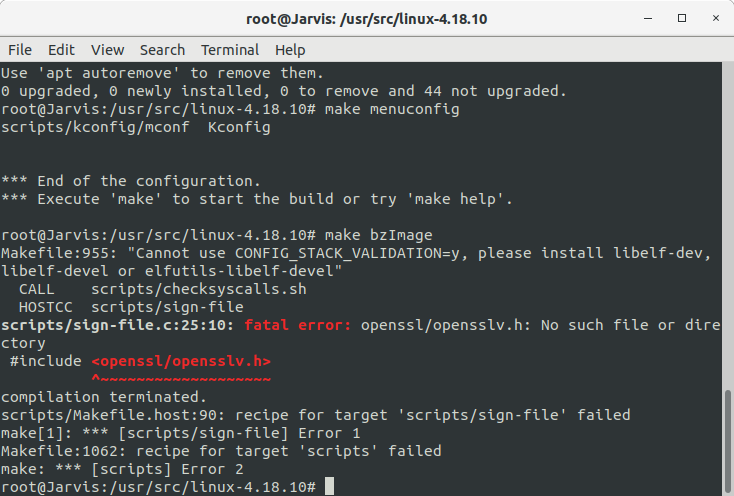 root@Jarvis: /usr/src/linux-4.18.10
File Edit View Search Terminal Help
Use 'apt autoremove' to remove them.
0 upgraded, 0 newly installed, 0 to remove and 44 not upgraded.
root@Jarvis:/usr/src/linux-4.18.10# make menuconfig
scripts/kconfig/mconf  Kconfig
*** End of the configuration.
*** Execute 'make' to start the build or try 'make help'.
root@Jarvis:/usr/src/linux-4.18.10# make bzImage
Makefile:955: "Cannot use CONFIG_STACK_VALIDATION=y, please install libelf-dev,
libelf-devel or elfutils-libelf-devel"
  CALL    scripts/checksyscalls.sh
  HOSTCC  scripts/sign-file
scripts/sign-file.c:25:10: fatal error: openssl/opensslv.h: No such file or dire
ctory
 #include <openssl/opensslv.h>
          ^~~~~~~~~~~~~~~~~~~~
compilation terminated.
scripts/Makefile.host:90: recipe for target 'scripts/sign-file' failed
make[1]: *** [scripts/sign-file] Error 1
Makefile:1062: recipe for target 'scripts' failed
make: *** [scripts] Error 2
root@Jarvis:/usr/src/linux-4.18.10#